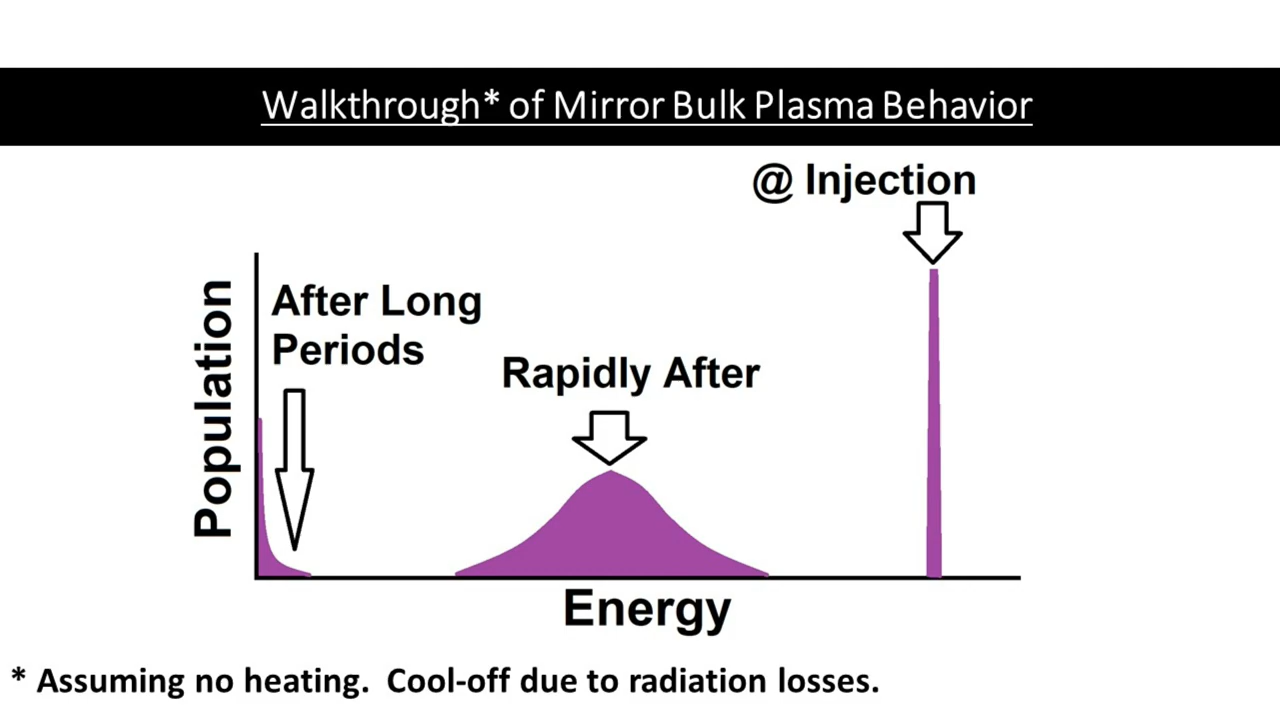 Walkthrough* of Mirror Bulk Plasma Behavior
@ Injection
After Long
Periods
Rapidly After
Population
Energy
* Assuming no heating.  Cool-off due to radiation losses.